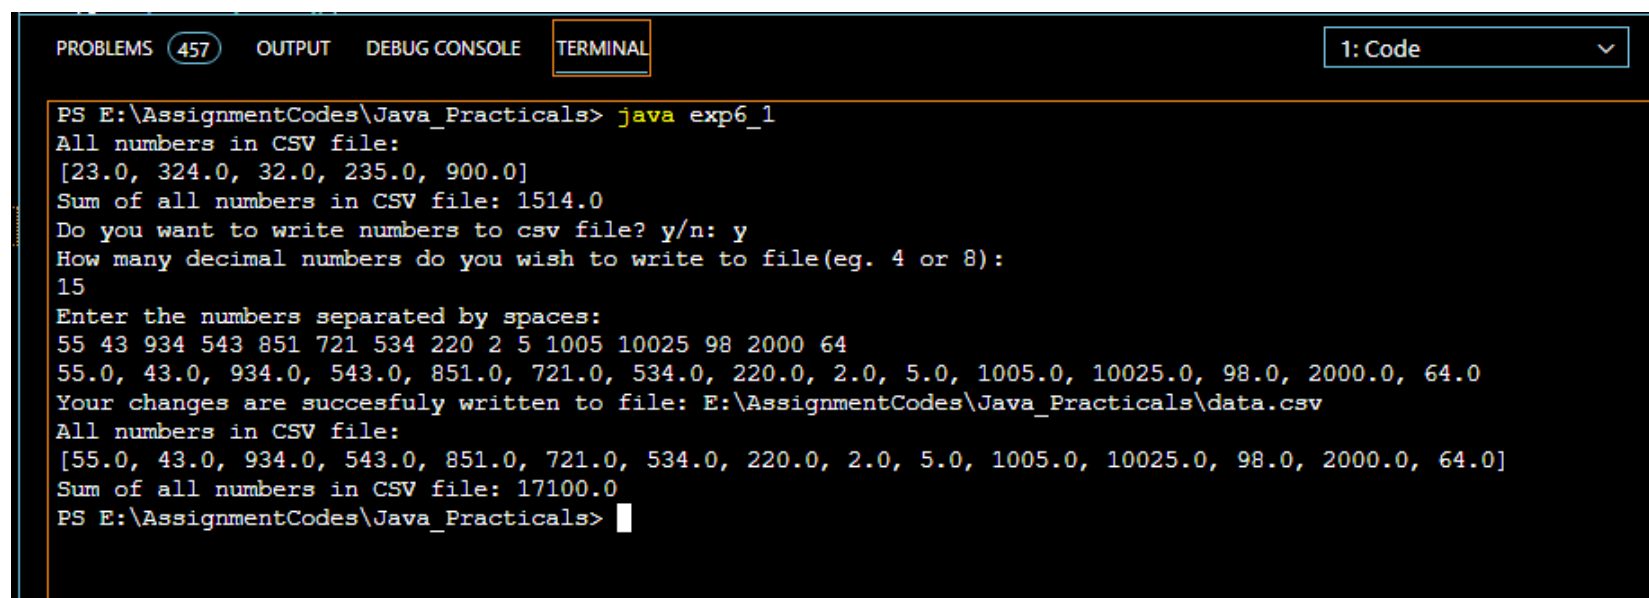 PROBLEMS 457 OUTPUT DEBUG CONSOLE TERMINAL 1: Code
PS E:\AssignmentCodes\Java_Practicals> java exp6_1
All numbers in CSV file:
[23.0, 324.0, 32.0, 235.0, 900.0]
Sum of all numbers in CSV file: 1514.0
Do you want to write numbers to csv file? y/n: y
How many decimal numbers do you wish to write to file(eg. 4 or 8):
15
Enter the numbers separated by spaces:
55 43 934 543 851 721 534 220 2 5 1005 10025 98 2000 64
55.0, 43.0, 934.0, 543.0, 851.0, 721.0, 534.0, 220.0, 2.0, 5.0, 1005.0, 10025.0, 98.0, 2000.0, 64.0
Your changes are succesfuly written to file: E:\AssignmentCodes\Java_Practicals\data.csv
All numbers in CSV file:
[55.0, 43.0, 934.0, 543.0, 851.0, 721.0, 534.0, 220.0, 2.0, 5.0, 1005.0, 10025.0, 98.0, 2000.0, 64.0]
Sum of all numbers in CSV file: 17100.0
PS E:\AssignmentCodes\Java_Practicals>